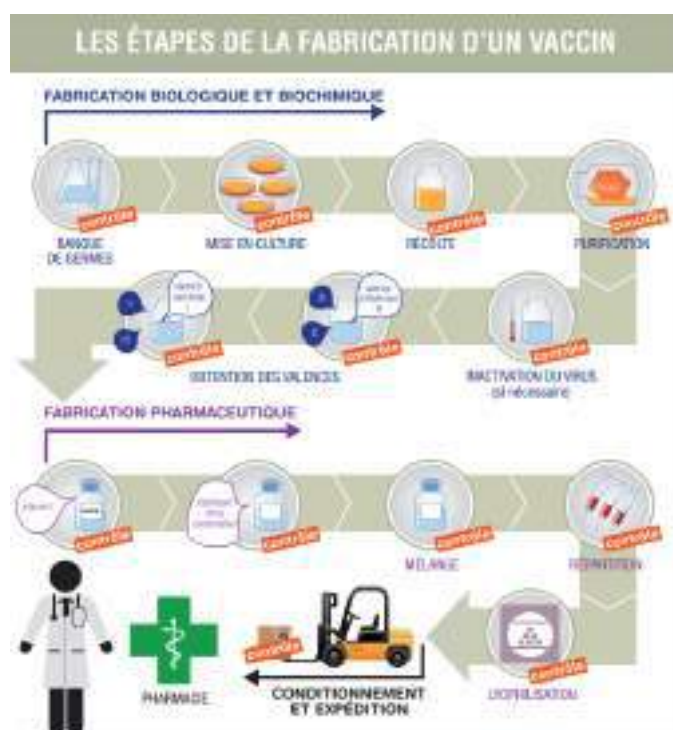 LES ÉTAPES DE LA FABRICATION D'UN VACCIN
FABRICATION BIOLOGIQUE ET BIOCHIMIQUE
contrôle
contrôle
contrôle
contrôle
BANQUE
DE GERMES
MISE EN CULTURE
RÉCOLTE
PURIFICATION
contrôle
contrôle
contrôle
OBTENTION DES VALENCES
INACTIVATION DU VIRUS
(si nécessaire)
FABRICATION PHARMACEUTIQUE
contrôle
contrôle
contrôle
contrôle
MÉLANGE
RÉPARTITION
contrôle
contrôle
PHARMACIE
CONDITIONNEMENT
ET EXPÉDITION
LYOPHILISATION